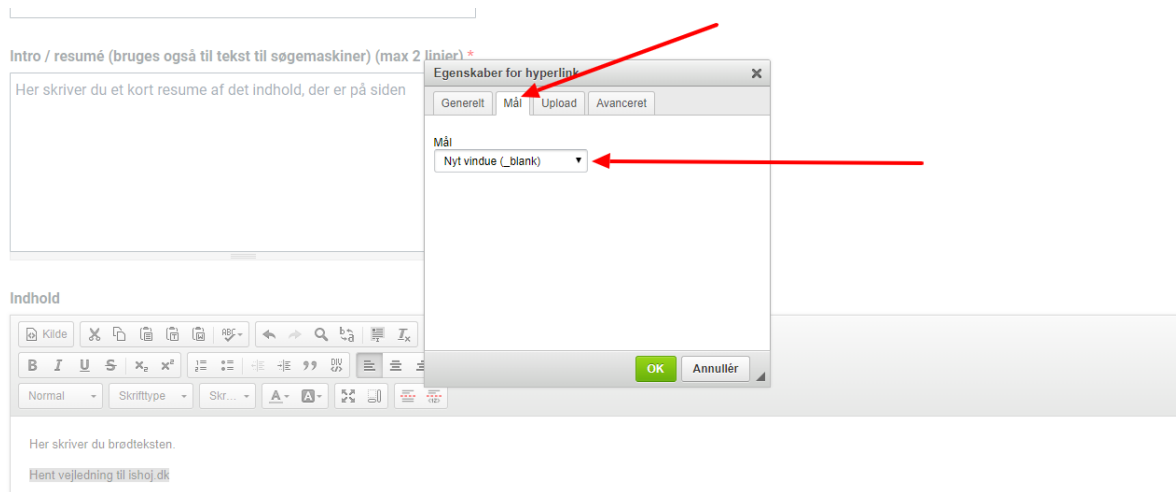 Intro / resumé (bruges også til tekst til søgemaskiner) (max 2 linier) *
Her skriver du et kort resume af det indhold, der er på siden
Egenskaber for hyperlink
Generelt Mål Upload Avanceret
Mål
Nyt vindue (_blank)
OK Annullér
Indhold
Kilde
Normal Skrifttype Skr...
Her skriver du brødteksten.
Hent vejledning til ishoj.dk